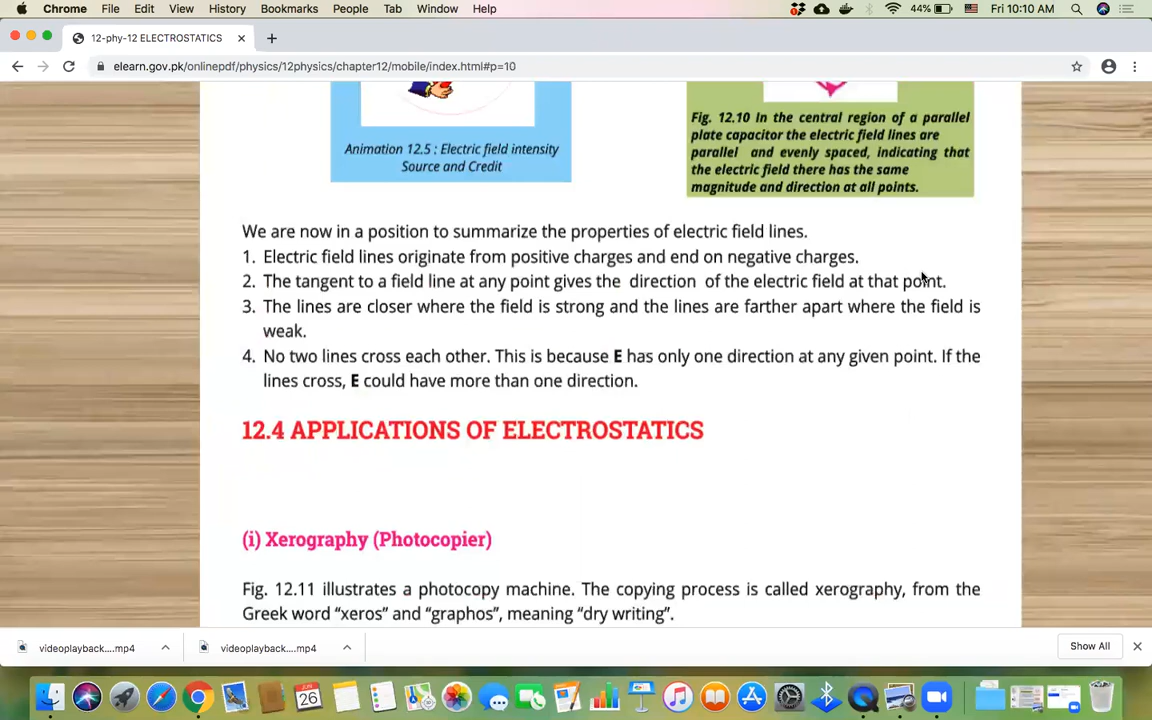 Chrome File Edit View History Bookmarks People Tab Window Help 44% Fri 10:10 AM
12-phy-12 ELECTROSTATICS
elearn.gov.pk/onlinepdf/physics/12physics/chapter12/mobile/index.html#p=10
Animation 12.5 : Electric field intensity
Source and Credit
Fig. 12.10 In the central region of a parallel
plate capacitor the electric field lines are
parallel and evenly spaced, indicating that
the electric field there has the same
magnitude and direction at all points.
We are now in a position to summarize the properties of electric field lines.
1. Electric field lines originate from positive charges and end on negative charges.
2. The tangent to a field line at any point gives the direction of the electric field at that point.
3. The lines are closer where the field is strong and the lines are farther apart where the field is
weak.
4. No two lines cross each other. This is because E has only one direction at any given point. If the
lines cross, E could have more than one direction.
12.4 APPLICATIONS OF ELECTROSTATICS
(i) Xerography (Photocopier)
Fig. 12.11 illustrates a photocopy machine. The copying process is called xerography, from the
Greek word “xeros” and “graphos”, meaning “dry writing”.
videoplayback....mp4
videoplayback....mp4
Show All
26